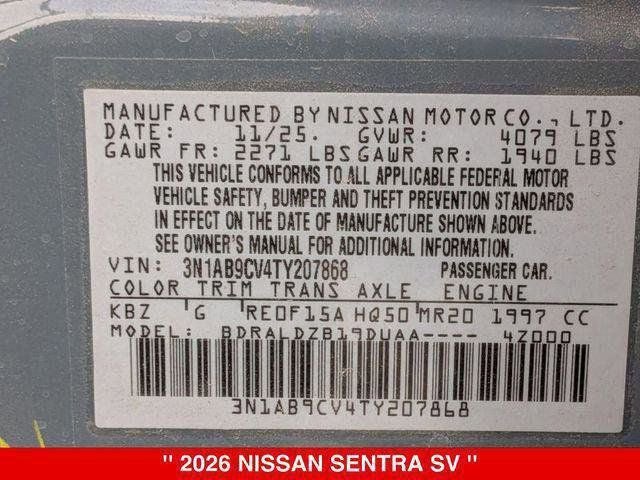 MANUFACTURED BY NISSAN MOTOR CO., LTD.
DATE: 11/25. GVWR: 4079 LBS
GAWR FR: 2271 LBS GAWR RR: 1940 LBS
THIS VEHICLE CONFORMS TO ALL APPLICABLE FEDERAL MOTOR
VEHICLE SAFETY, BUMPER AND THEFT PREVENTION STANDARDS
IN EFFECT ON THE DATE OF MANUFACTURE SHOWN ABOVE.
SEE OWNER'S MANUAL FOR ADDITIONAL INFORMATION
VIN: 3N1AB9CV4TY207868 PASSENGER CAR.
COLOR TRIM TRANS AXLE ENGINE
KBZ G RE0F15A HQ50 MR20 1997 CC
MODEL: BDRALDZB19DUAA---- 4Z000
3N1AB9CV4TY207868
" 2026 NISSAN SENTRA SV "